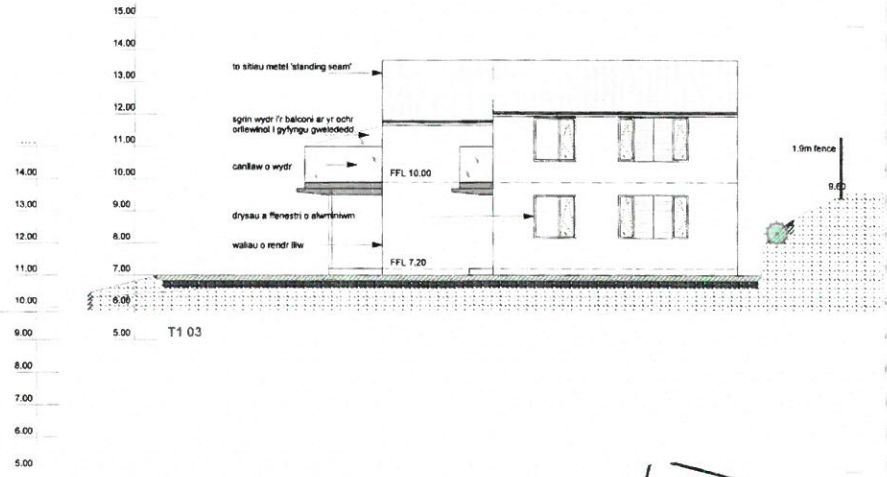 15.00
14.00
13.00
12.00
11.00
10.00
9.00
8.00
7.00
6.00
5.00
14.00
13.00
12.00
11.00
10.00
9.00
8.00
7.00
6.00
5.00
to sitiau metel 'standing seam'
sgrin wydr i'r balconi ar yr ochr
orllewinol i gyfyngu gwelededd
canllaw o wydr
drysau a ffenestri o alwminiwm
waliau o rendr lliw
FFL 10.00
FFL 7.20
1.9m fence
9.60
T1 03